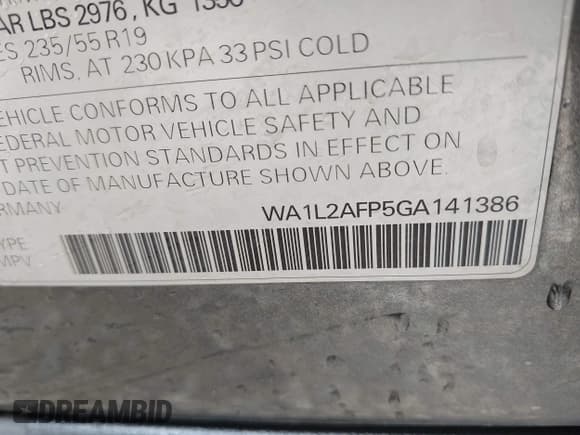 AR LBS 2976, KG 1350
ES 235/55 R19
RIMS, AT 230 KPA 33 PSI COLD
EHICLE CONFORMS TO ALL APPLICABLE
EDERAL MOTOR VEHICLE SAFETY AND
T PREVENTION STANDARDS IN EFFECT ON
DATE OF MANUFACTURE SHOWN ABOVE.
ERMANY
WA1L2AFP5GA141386
YPE
MPV
DREAMBID